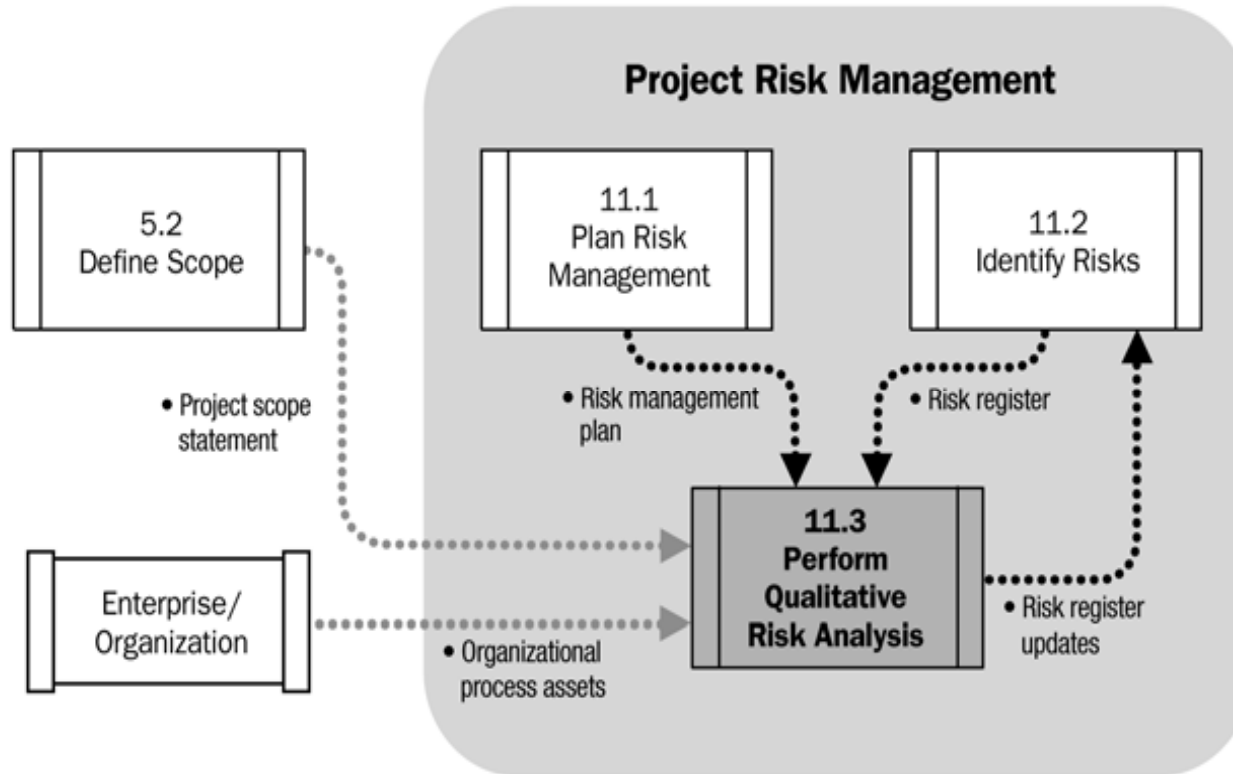 Project Risk Management
5.2
Define Scope
11.1
Plan Risk
Management
11.2
Identify Risks
• Project scope
statement
• Risk management
plan
• Risk register
11.3
Perform
Qualitative
Risk Analysis
Enterprise/
Organization
• Organizational
process assets
• Risk register
updates